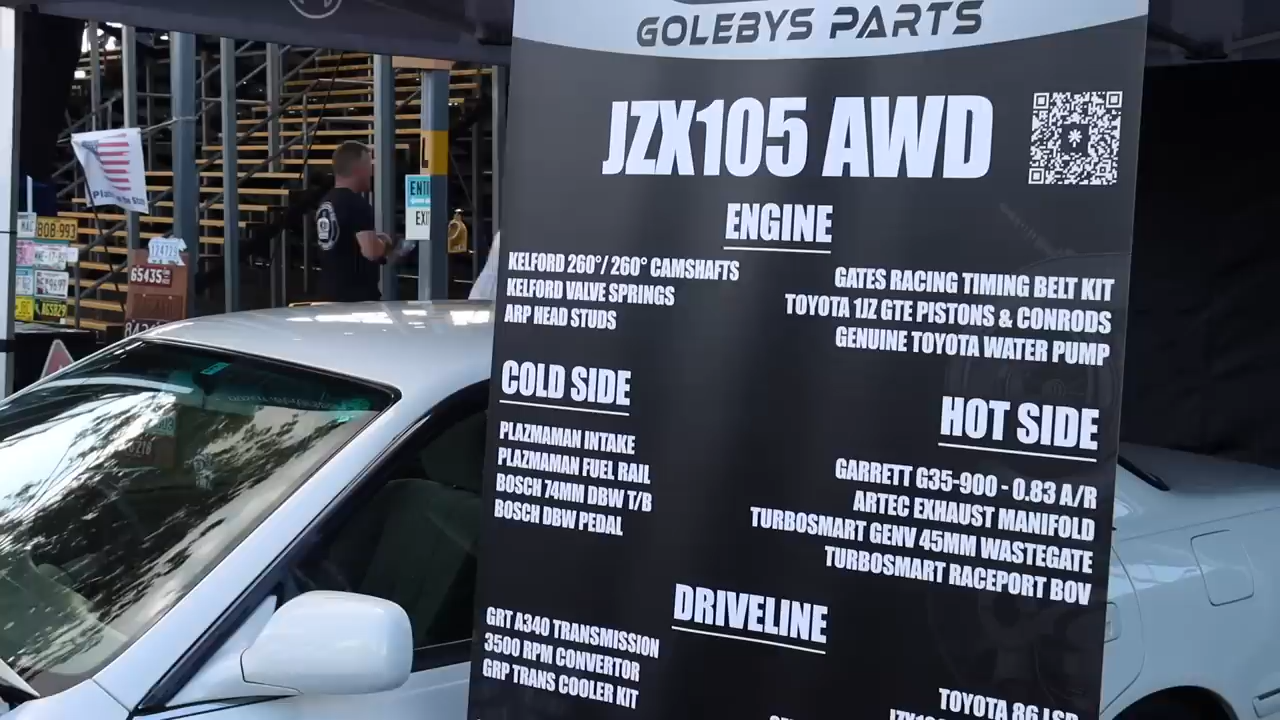 GOLEBYS PARTS
JZX105 AWD
ENGINE
KELFORD 260°/ 260° CAMSHAFTS
KELFORD VALVE SPRINGS
ARP HEAD STUDS
GATES RACING TIMING BELT KIT
TOYOTA 1JZ GTE PISTONS & CONRODS
GENUINE TOYOTA WATER PUMP
COLD SIDE
PLAZMAMAN INTAKE
PLAZMAMAN FUEL RAIL
BOSCH 74MM DBW T/B
BOSCH DBW PEDAL
HOT SIDE
GARRETT G35-900 - 0.83 A/R
ARTEC EXHAUST MANIFOLD
TURBOSMART GENV 45MM WASTEGATE
TURBOSMART RACEPORT BOV
DRIVELINE
GRT A340 TRANSMISSION
3500 RPM CONVERTOR
GRP TRANS COOLER KIT
TOYOTA 86 LSD
BOB-993
65435